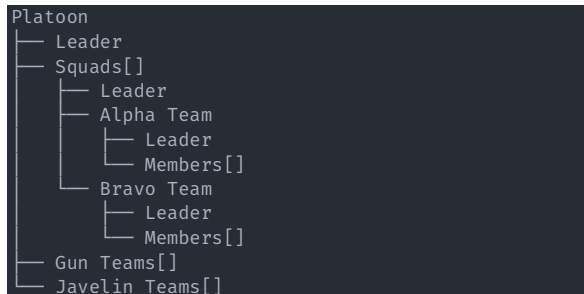 Platoon
├── Leader
├── Squads[]
│   ├── Leader
│   ├── Alpha Team
│   │   ├── Leader
│   │   └── Members[]
│   └── Bravo Team
│       ├── Leader
│       └── Members[]
├── Gun Teams[]
└── Javelin Teams[]